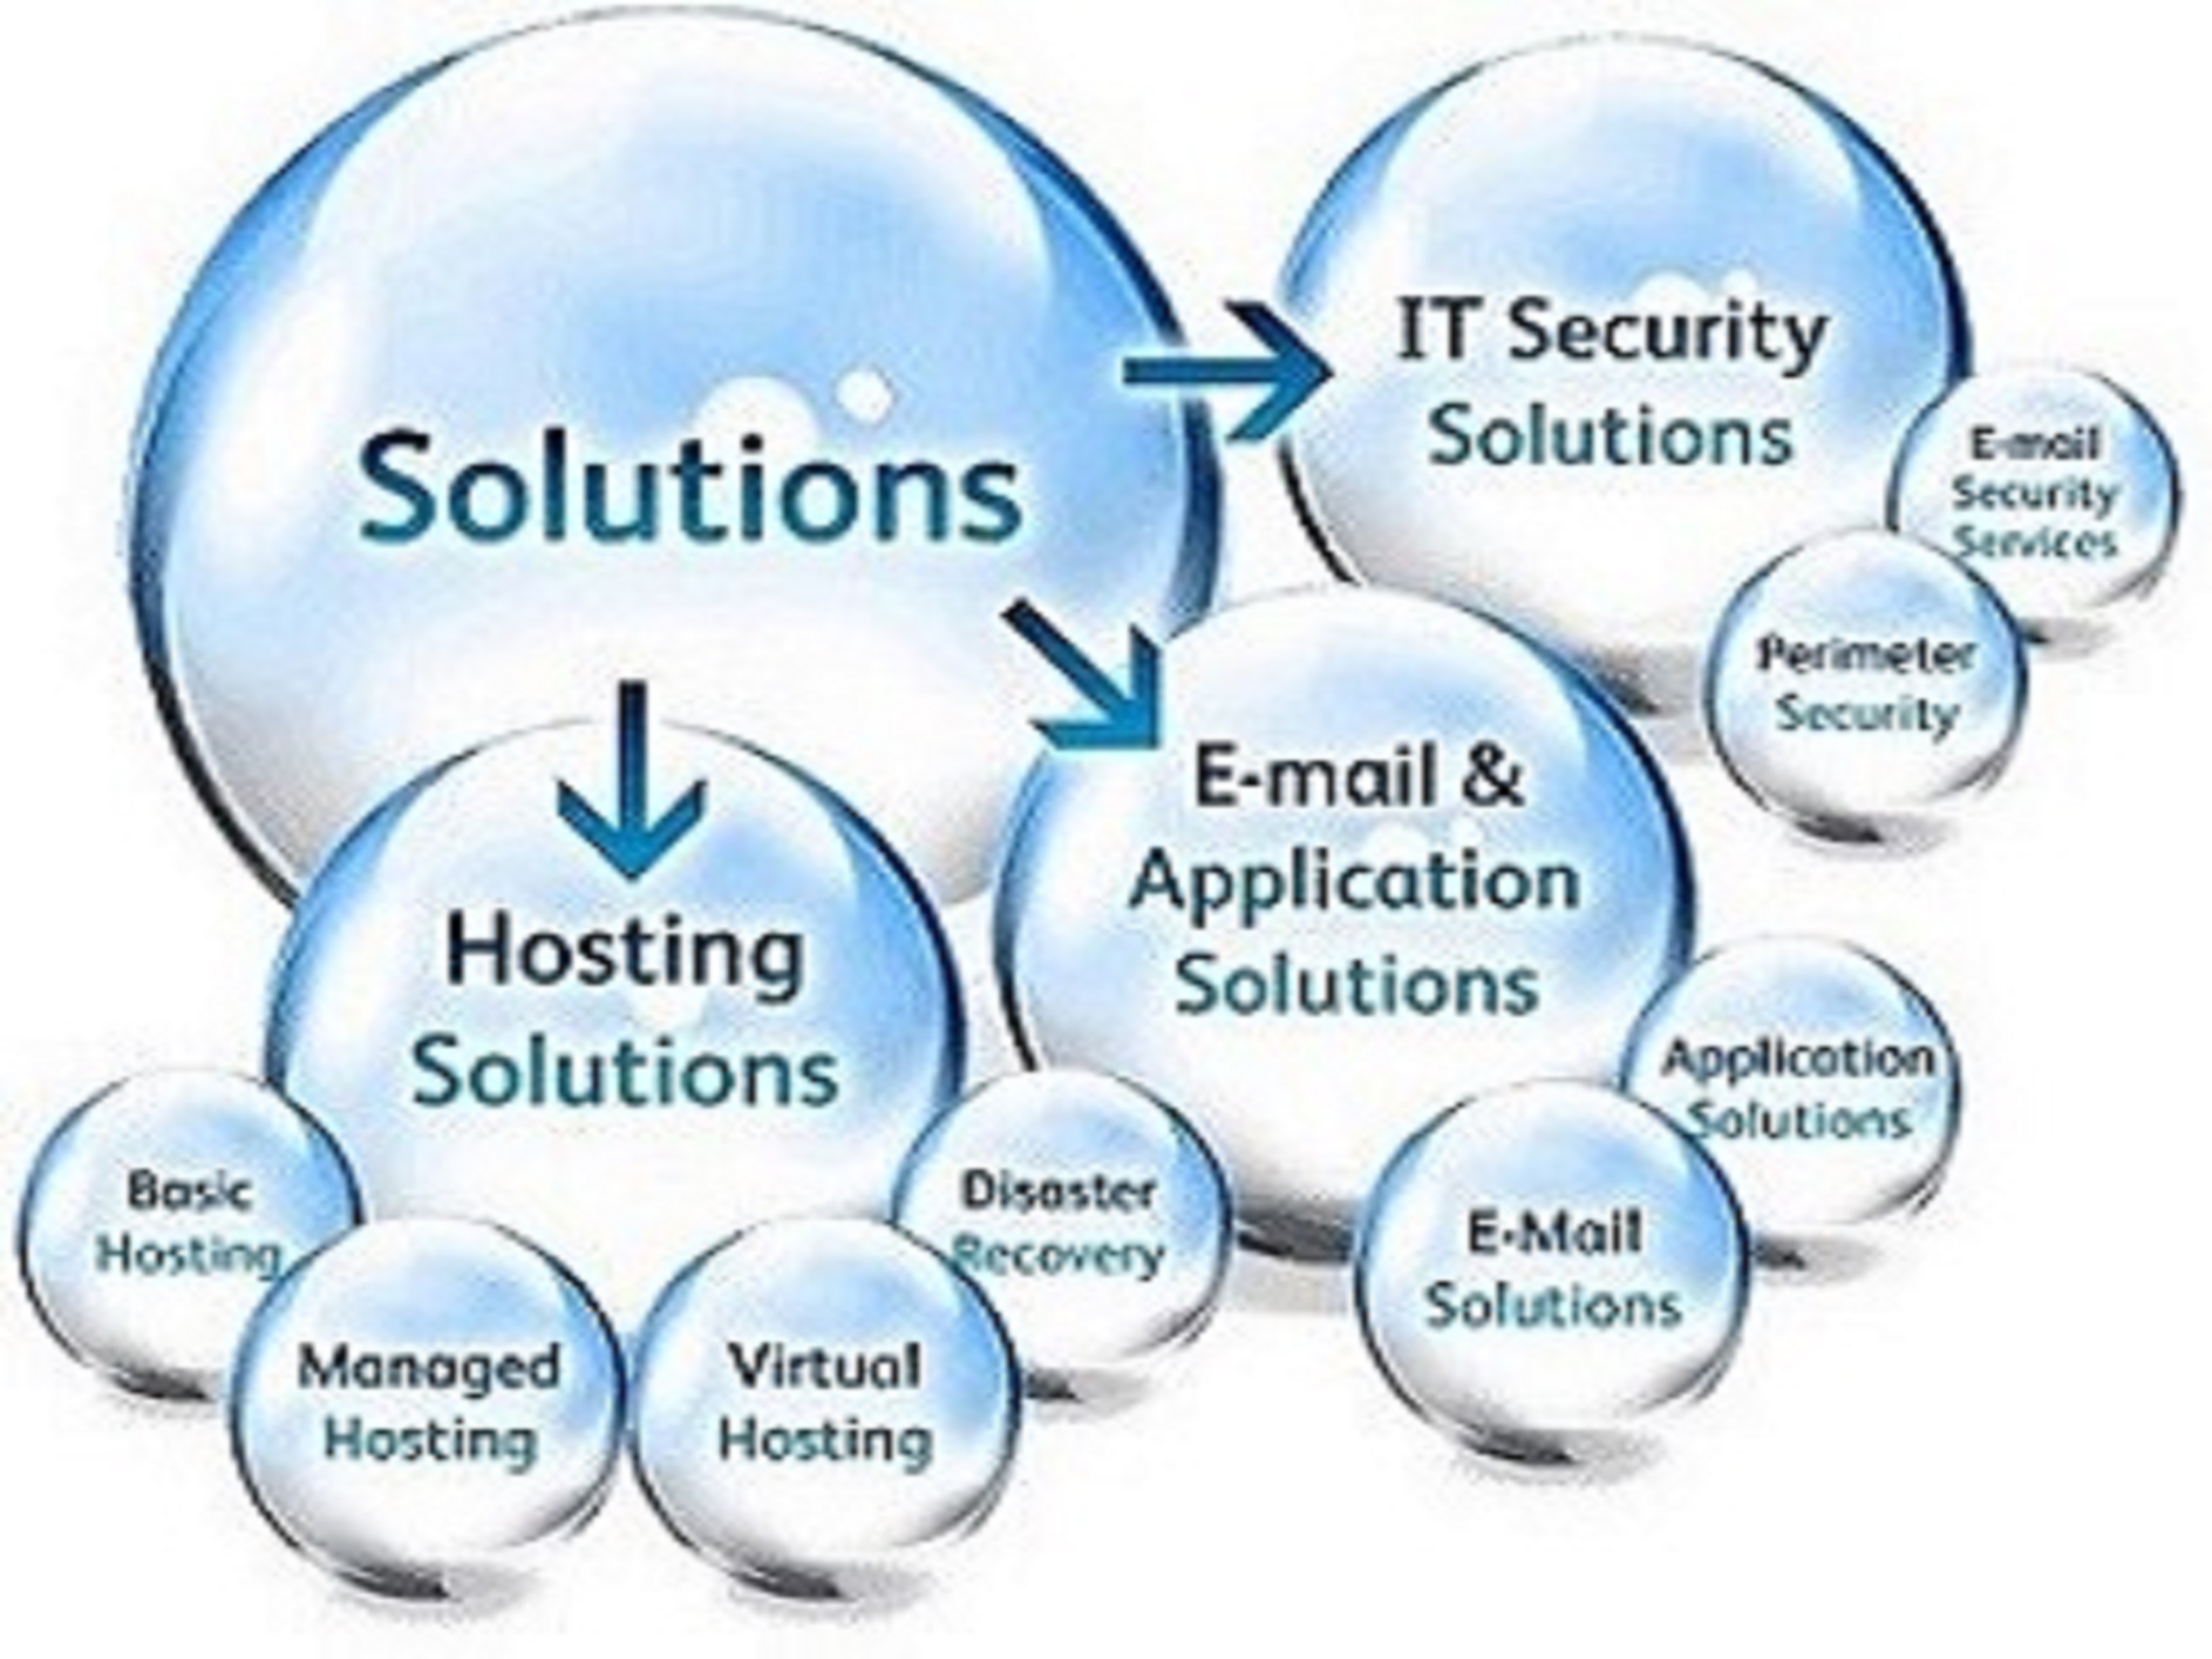 Solutions
IT Security
Solutions
E-mail
Security
Services
Perimeter
Security
E-mail &
Application
Solutions
Application
Solutions
E-Mail
Solutions
Hosting
Solutions
Basic
Hosting
Managed
Hosting
Virtual
Hosting
Disaster
Recovery